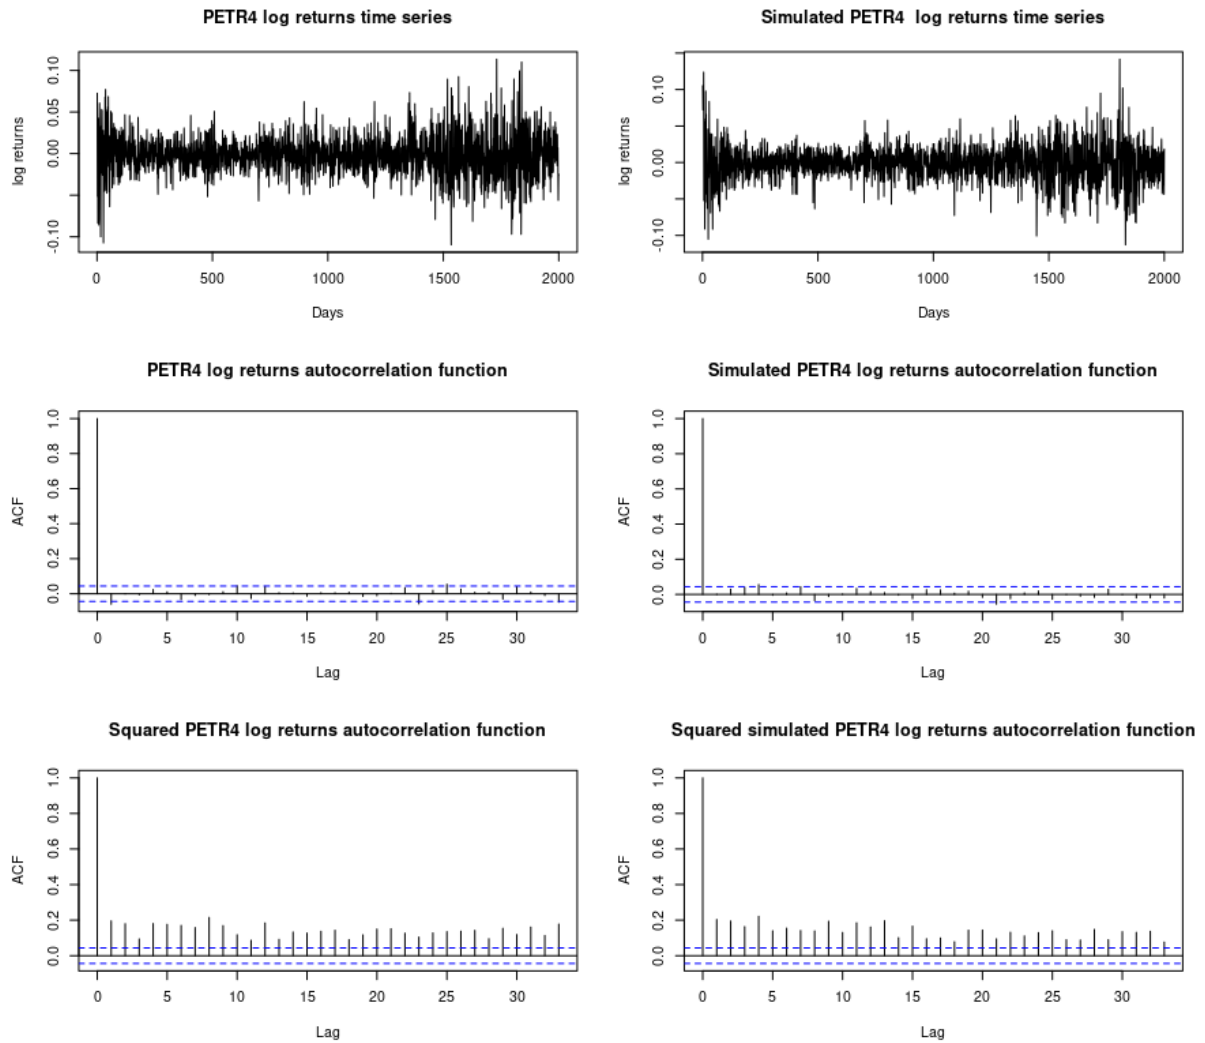 PETR4 log returns time series
log returns
-0.10 0.00 0.05 0.10
0 500 1000 1500 2000
Days
Simulated PETR4  log returns time series
log returns
-0.10 0.00 0.10
0 500 1000 1500 2000
Days
PETR4 log returns autocorrelation function
ACF
0.0 0.2 0.4 0.6 0.8 1.0
0 5 10 15 20 25 30
Lag
Simulated PETR4 log returns autocorrelation function
ACF
0.0 0.2 0.4 0.6 0.8 1.0
0 5 10 15 20 25 30
Lag
Squared PETR4 log returns autocorrelation function
ACF
0.0 0.2 0.4 0.6 0.8 1.0
0 5 10 15 20 25 30
Lag
Squared simulated PETR4 log returns autocorrelation function
ACF
0.0 0.2 0.4 0.6 0.8 1.0
0 5 10 15 20 25 30
Lag